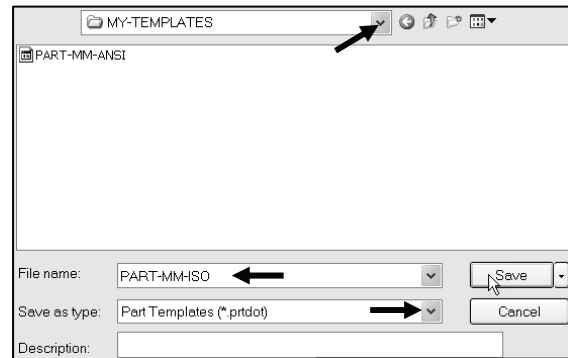 MY-TEMPLATES
PART-MM-ANSI
File name: PART-MM-ISO Save
Save as type: Part Templates (*.prtdot) Cancel
Description: